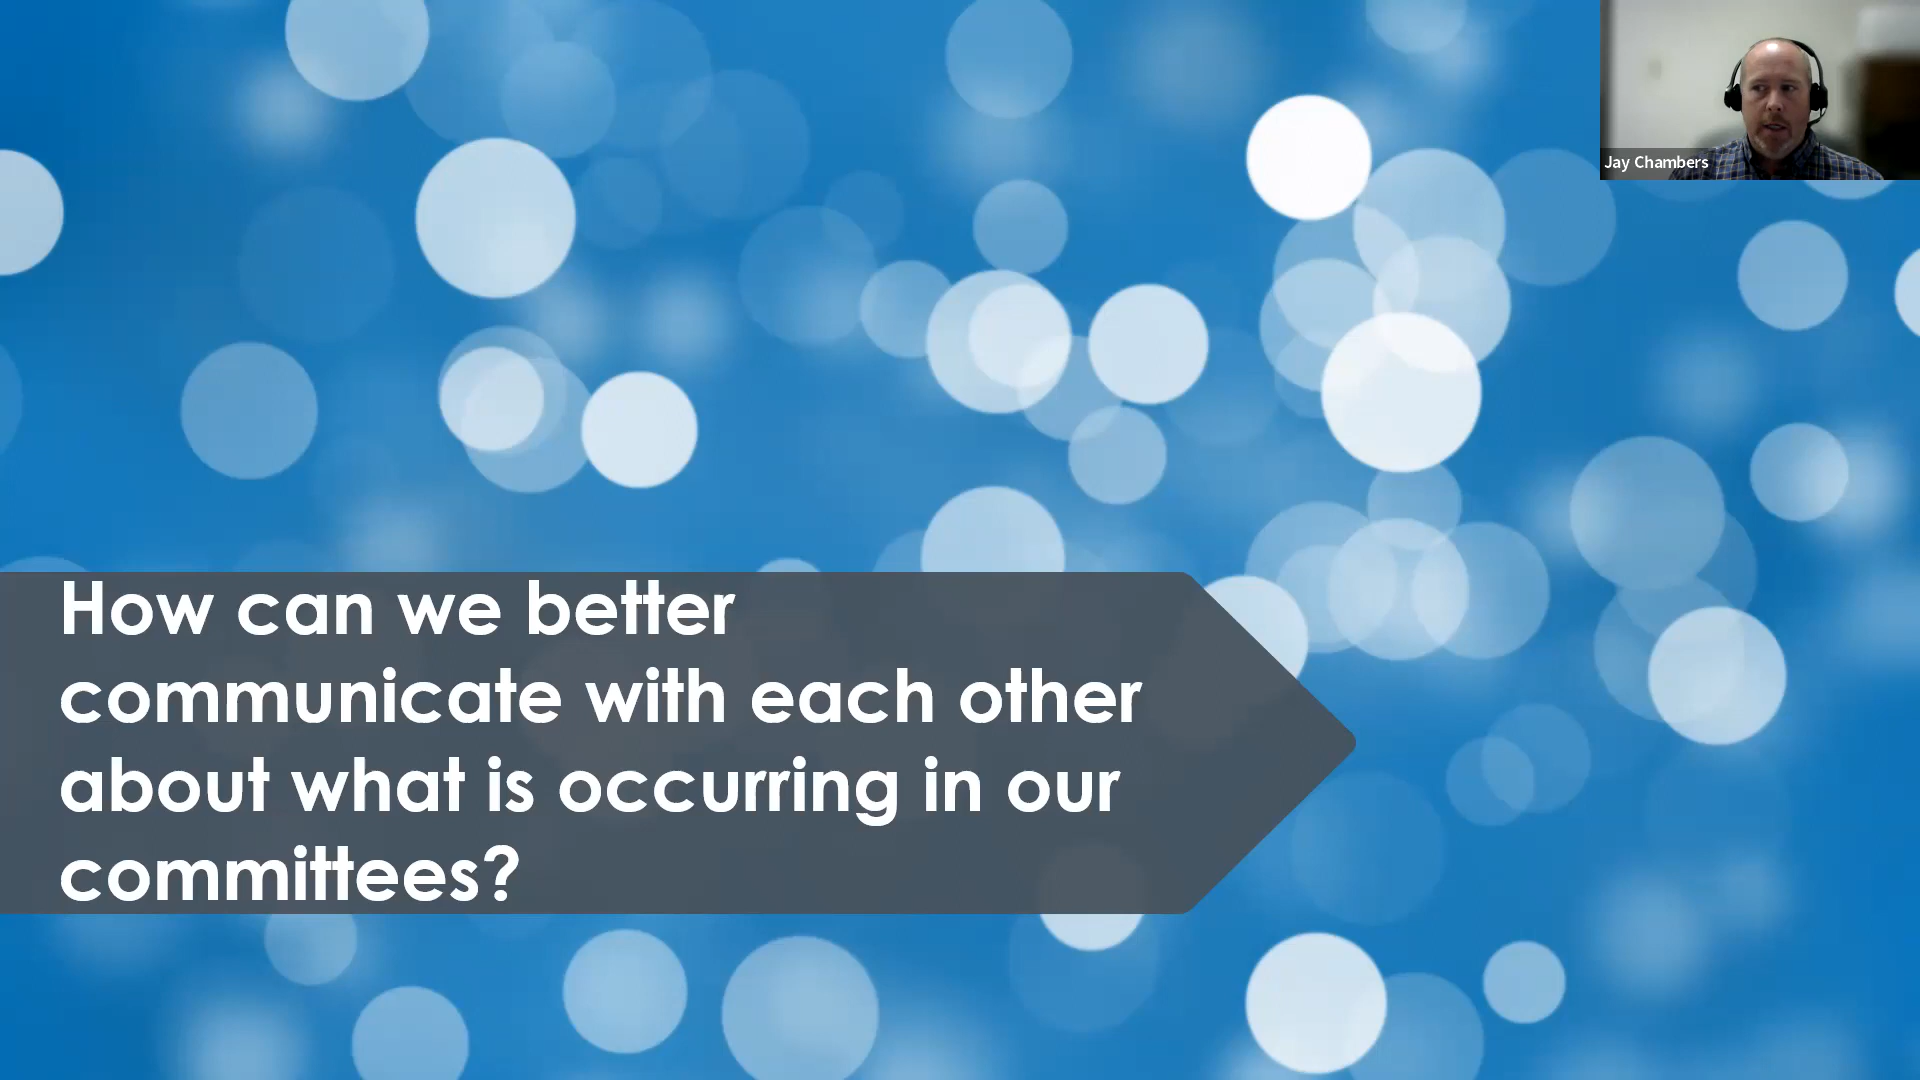 Jay Chambers
How can we better
communicate with each other
about what is occurring in our
committees?